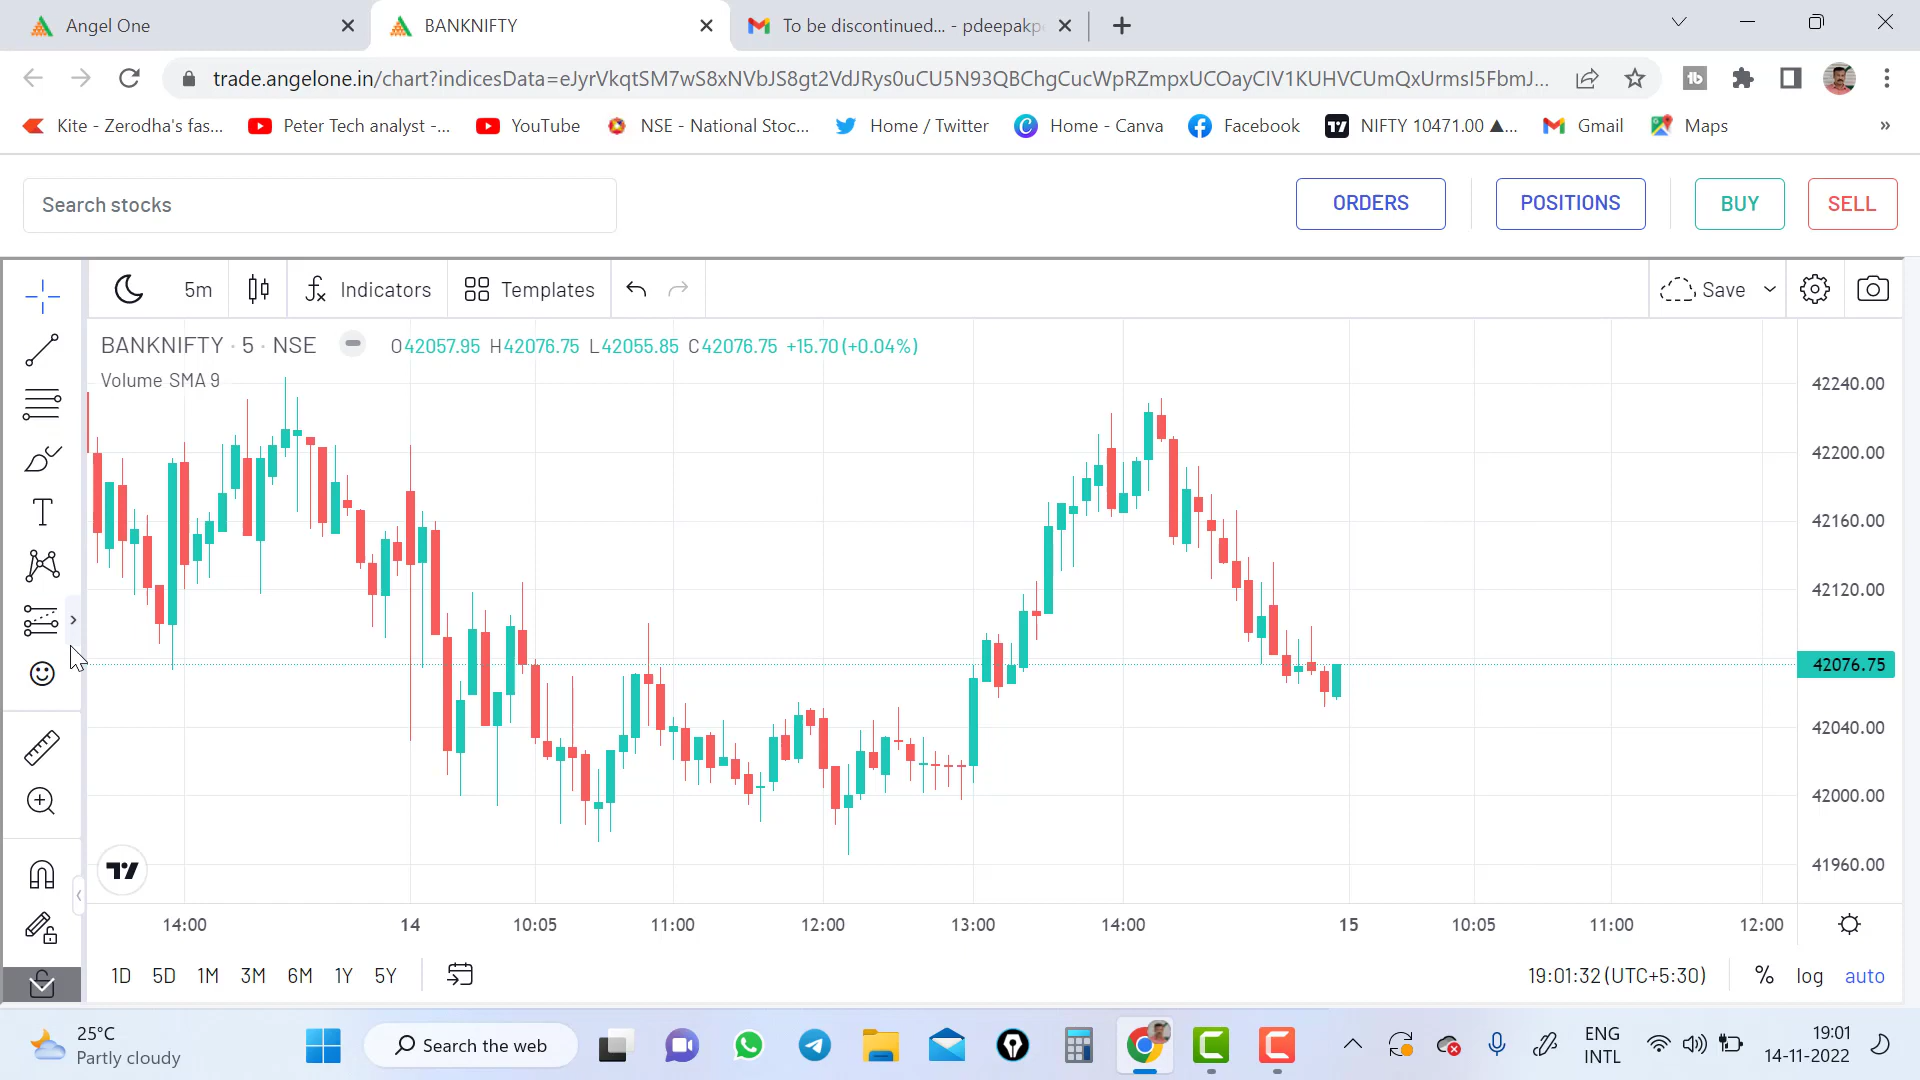 Angel One
BANKNIFTY
To be discontinued... - pdeepakp
trade.angelone.in/chart?indicesData=eJyrVkqtSM7wS8xNVbJS8gt2VdJRys0uCU5N93QBChgCucWpRZmpxUCOayCIV1KUHVCUmQxUrmsI5FbmJ...
Kite - Zerodha's fas...
Peter Tech analyst -...
YouTube
NSE - National Stoc...
Home / Twitter
Home - Canva
Facebook
NIFTY 10471.00 ▲...
Gmail
Maps
»
Search stocks
ORDERS
POSITIONS
BUY
SELL
5m
Indicators
Templates
Save
BANKNIFTY · 5 · NSE
O42057.95 H42076.75 L42055.85 C42076.75 +15.70 (+0.04%)
Volume SMA 9
42240.00
42200.00
42160.00
42120.00
42076.75
42040.00
42000.00
41960.00
14:00
14
10:05
11:00
12:00
13:00
14:00
15
10:05
11:00
12:00
1D 5D 1M 3M 6M 1Y 5Y
19:01:32 (UTC+5:30)
% log auto
25°C
Partly cloudy
Search the web
ENG
INTL
19:01
14-11-2022